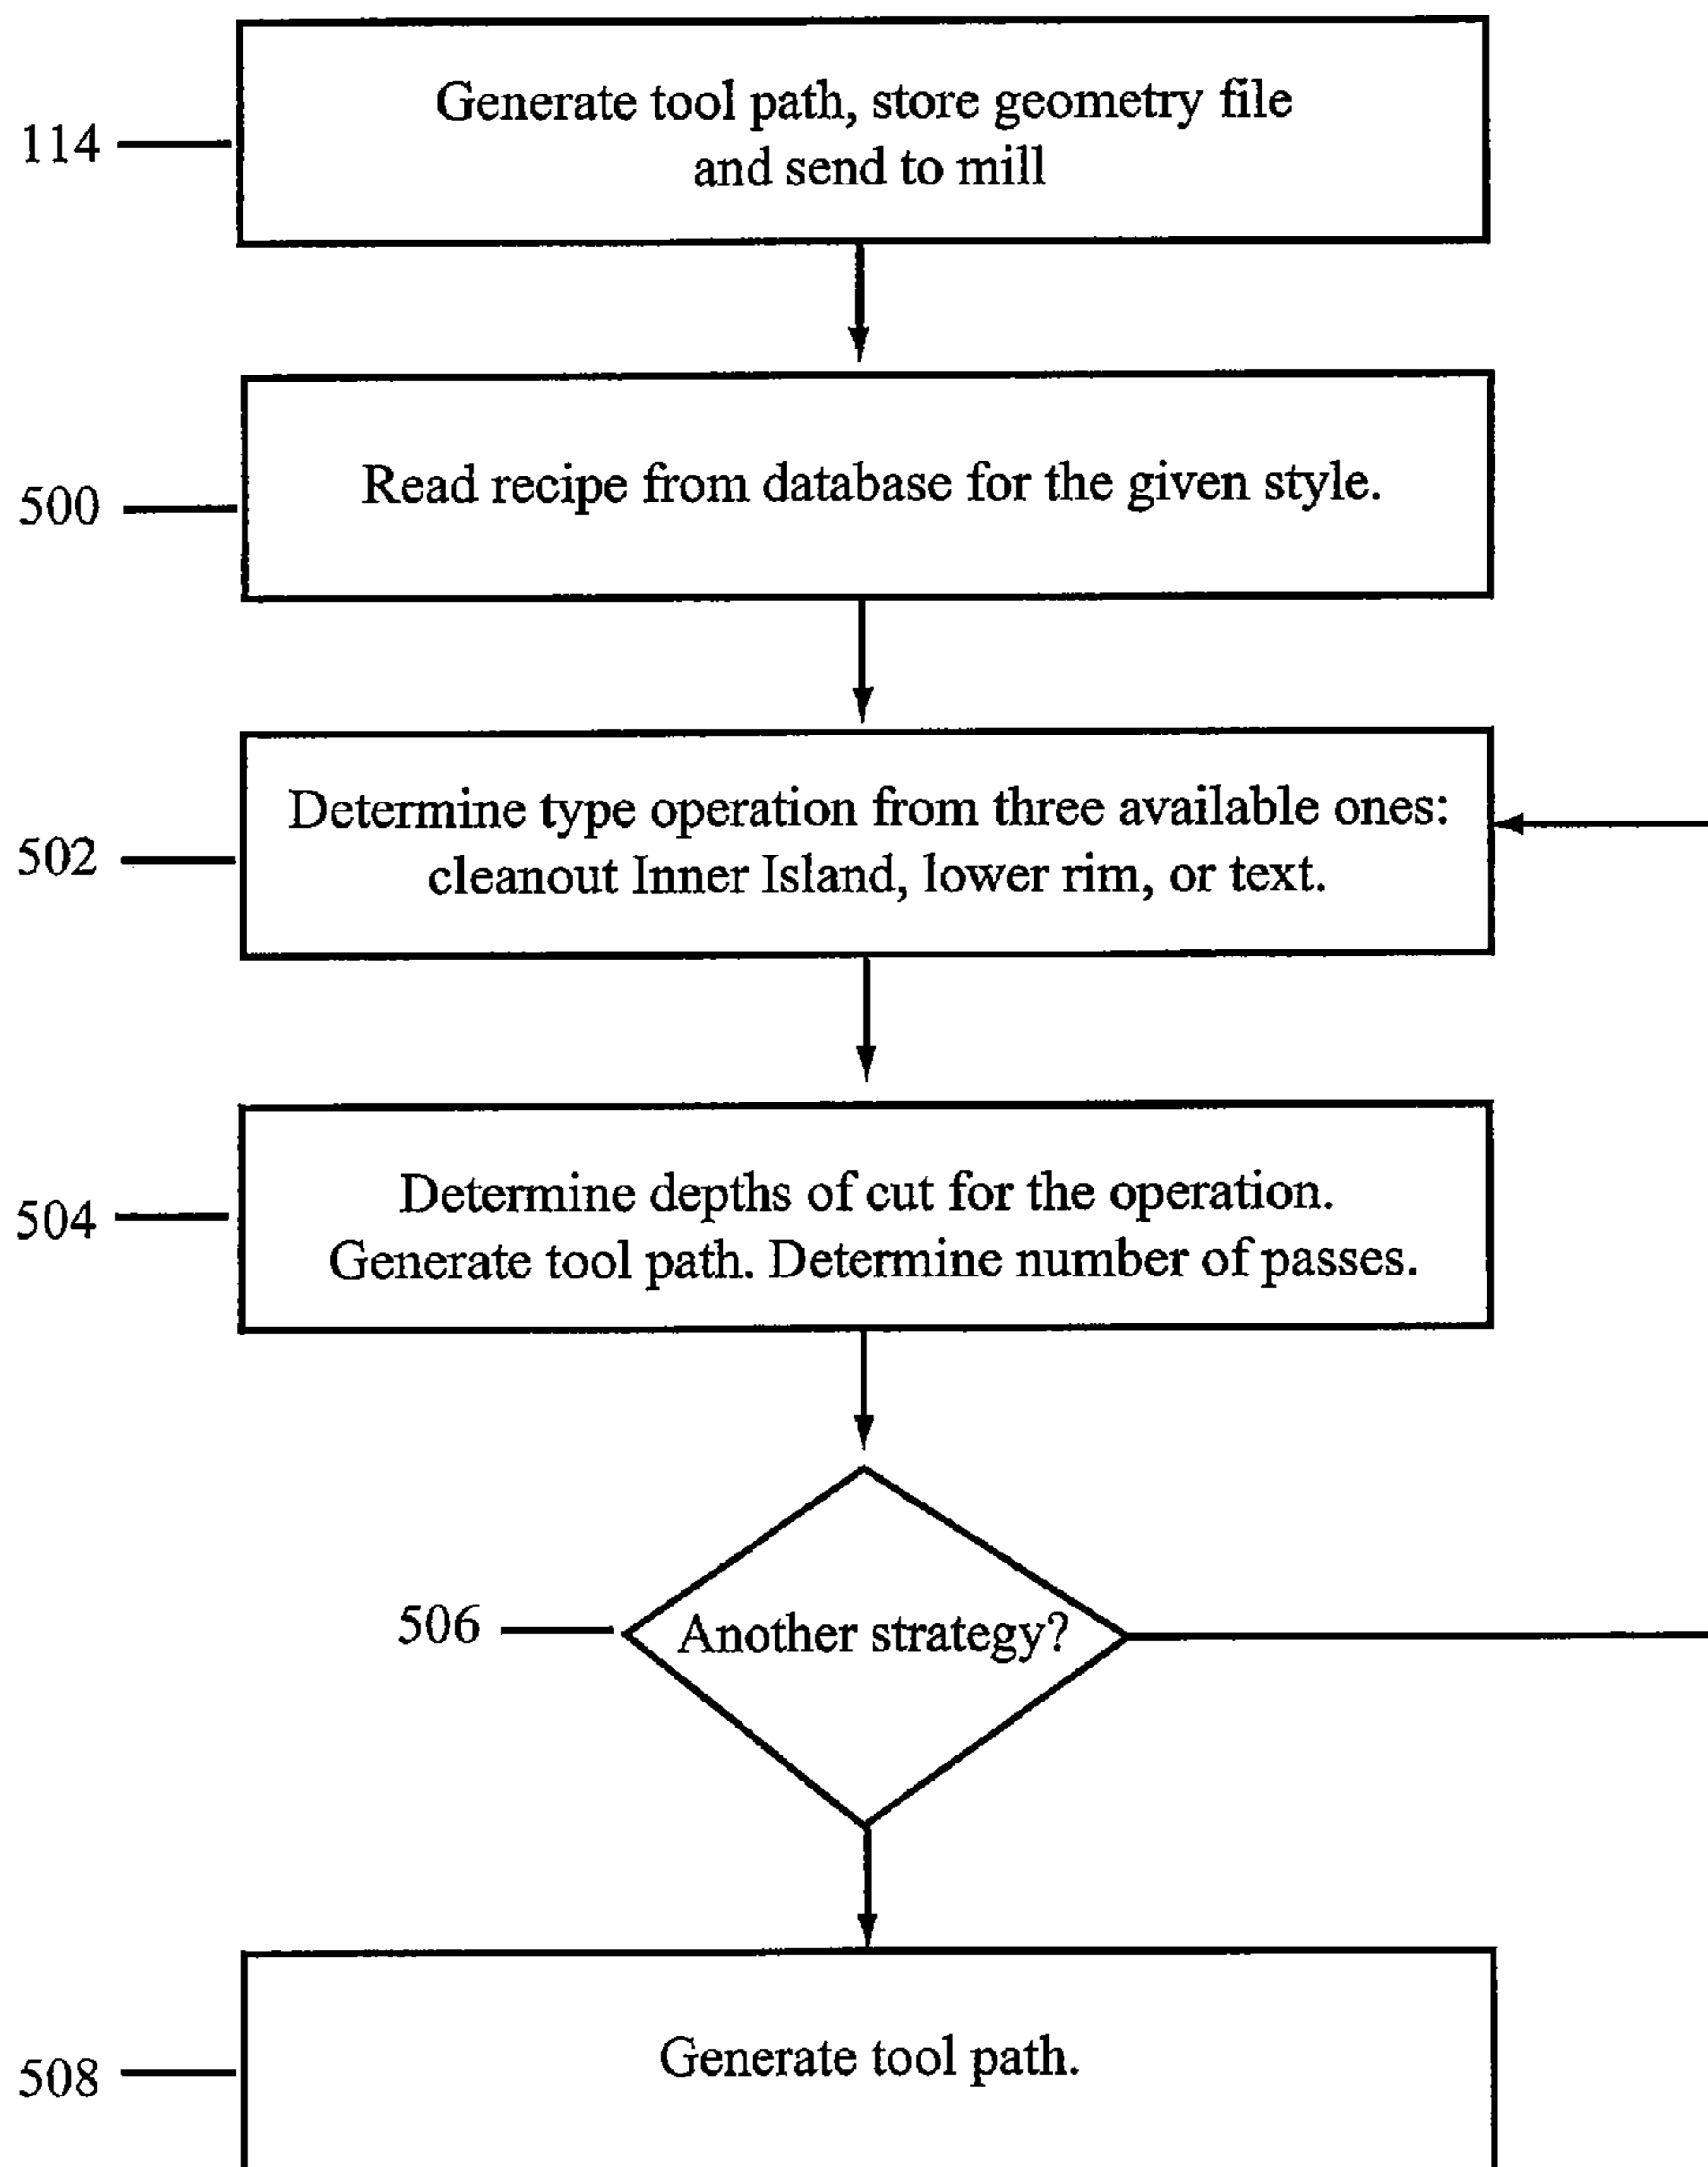 Generate tool path, store geometry file
and send to mill
114
Read recipe from database for the given style.
500
Determine type operation from three available ones:
cleanout Inner Island, lower rim, or text.
502
Determine depths of cut for the operation.
Generate tool path. Determine number of passes.
504
Another strategy?
506
Generate tool path.
508